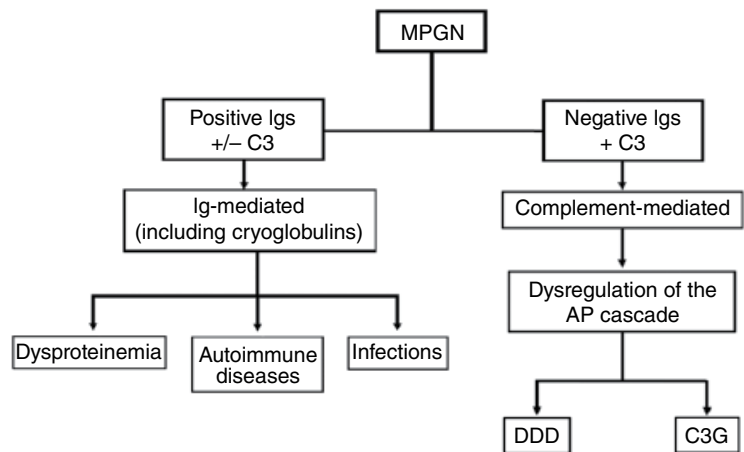 MPGN
Positive Igs
+/– C3
Negative Igs
+ C3
Ig-mediated
(including cryoglobulins)
Complement-mediated
Dysregulation of the
AP cascade
Dysproteinemia
Autoimmune
diseases
Infections
DDD
C3G